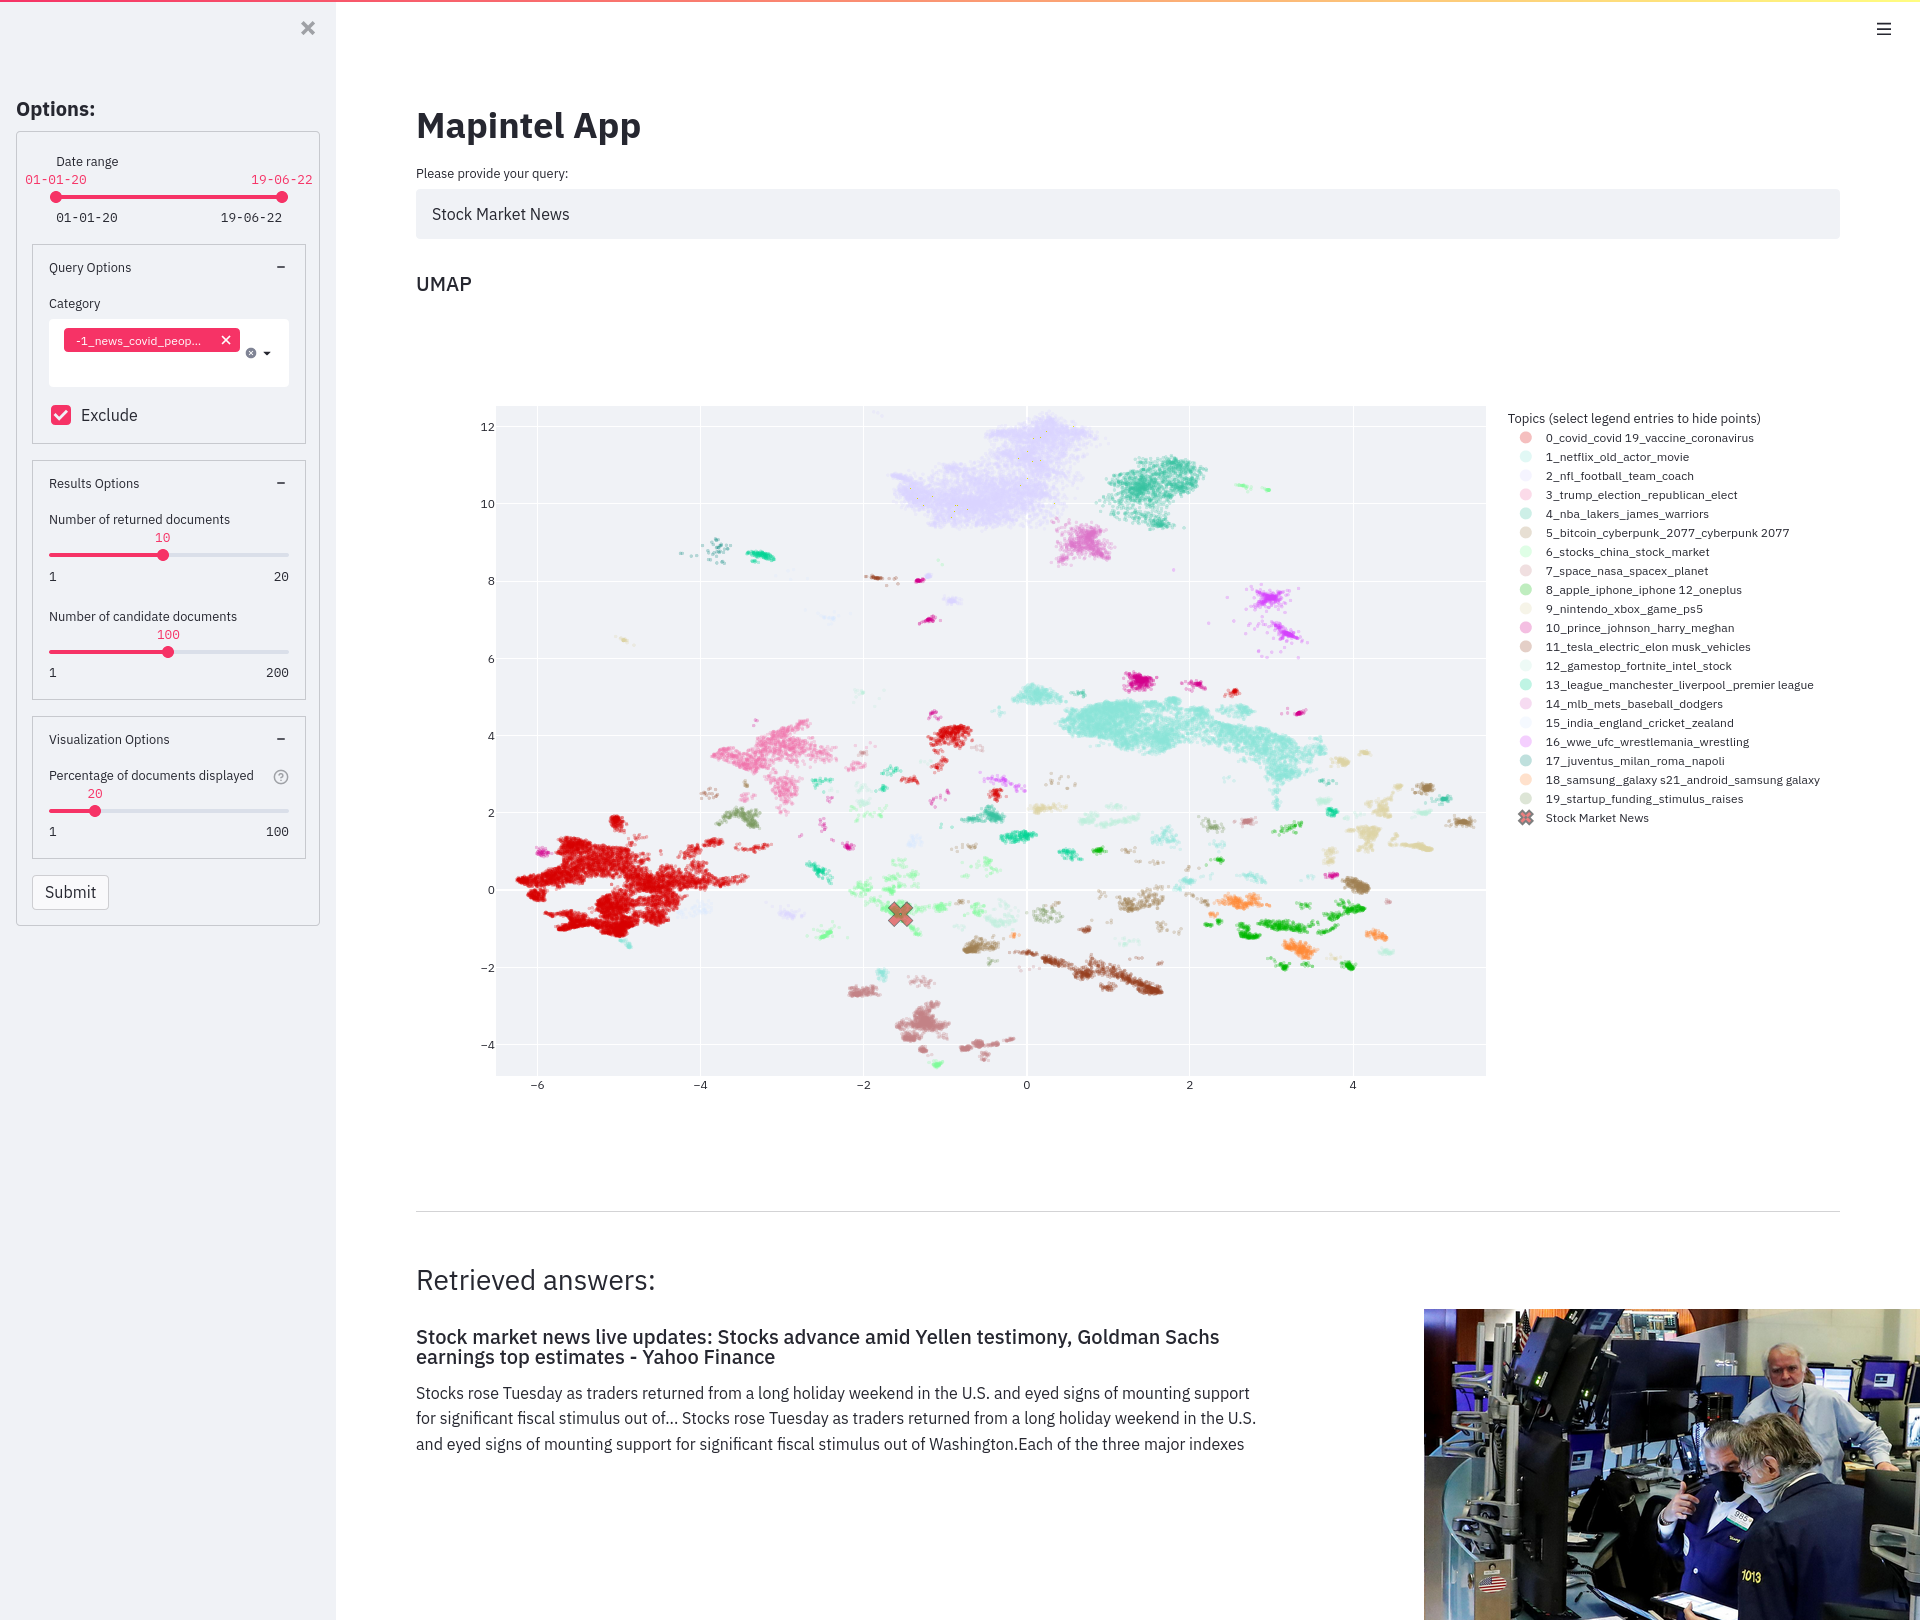 Options:
Date range
01-01-20 19-06-22
01-01-20 19-06-22
Query Options
Category
-1_news_covid_peop...
Exclude
Results Options
Number of returned documents
10
1 20
Number of candidate documents
100
1 200
Visualization Options
Percentage of documents displayed
20
1 100
Submit
Mapintel App
Please provide your query:
Stock Market News
UMAP
12
10
8
6
4
2
0
−2
−4
−6 −4 −2 0 2 4
Topics (select legend entries to hide points)
0_covid_covid 19_vaccine_coronavirus
1_netflix_old_actor_movie
2_nfl_football_team_coach
3_trump_election_republican_elect
4_nba_lakers_james_warriors
5_bitcoin_cyberpunk_2077_cyberpunk 2077
6_stocks_china_stock_market
7_space_nasa_spacex_planet
8_apple_iphone_iphone 12_oneplus
9_nintendo_xbox_game_ps5
10_prince_johnson_harry_meghan
11_tesla_electric_elon musk_vehicles
12_gamestop_fortnite_intel_stock
13_league_manchester_liverpool_premier league
14_mlb_mets_baseball_dodgers
15_india_england_cricket_zealand
16_wwe_ufc_wrestlemania_wrestling
17_juventus_milan_roma_napoli
18_samsung_galaxy s21_android_samsung galaxy
19_startup_funding_stimulus_raises
Stock Market News
Retrieved answers:
Stock market news live updates: Stocks advance amid Yellen testimony, Goldman Sachs
earnings top estimates - Yahoo Finance
Stocks rose Tuesday as traders returned from a long holiday weekend in the U.S. and eyed signs of mounting support
for significant fiscal stimulus out of... Stocks rose Tuesday as traders returned from a long holiday weekend in the U.S.
and eyed signs of mounting support for significant fiscal stimulus out of Washington.Each of the three major indexes
985
1013